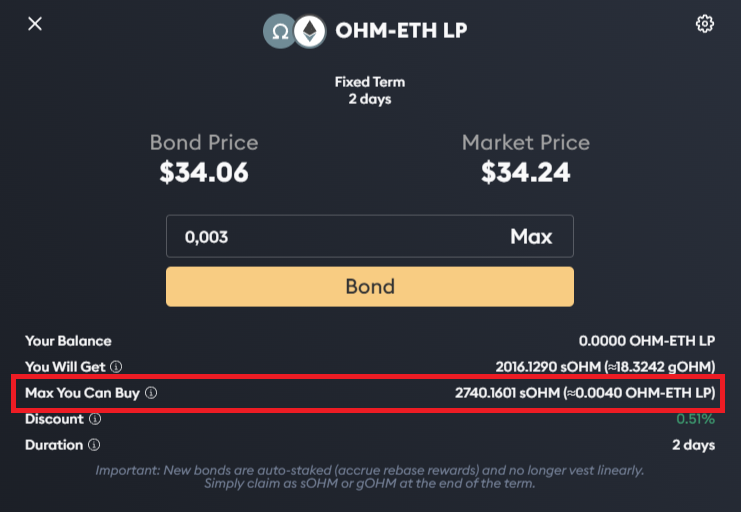 OHM-ETH LP
Fixed Term
2 days
Bond Price
Market Price
$34.06
$34.24
0,003
Max
Bond
Your Balance
0.0000 OHM-ETH LP
You Will Get
2016.1290 sOHM (≈18.3242 gOHM)
Max You Can Buy
2740.1601 sOHM (≈0.0040 OHM-ETH LP)
Discount
0.51%
Duration
2 days
Important: New bonds are auto-staked (accrue rebase rewards) and no longer vest linearly.
Simply claim as sOHM or gOHM at the end of the term.